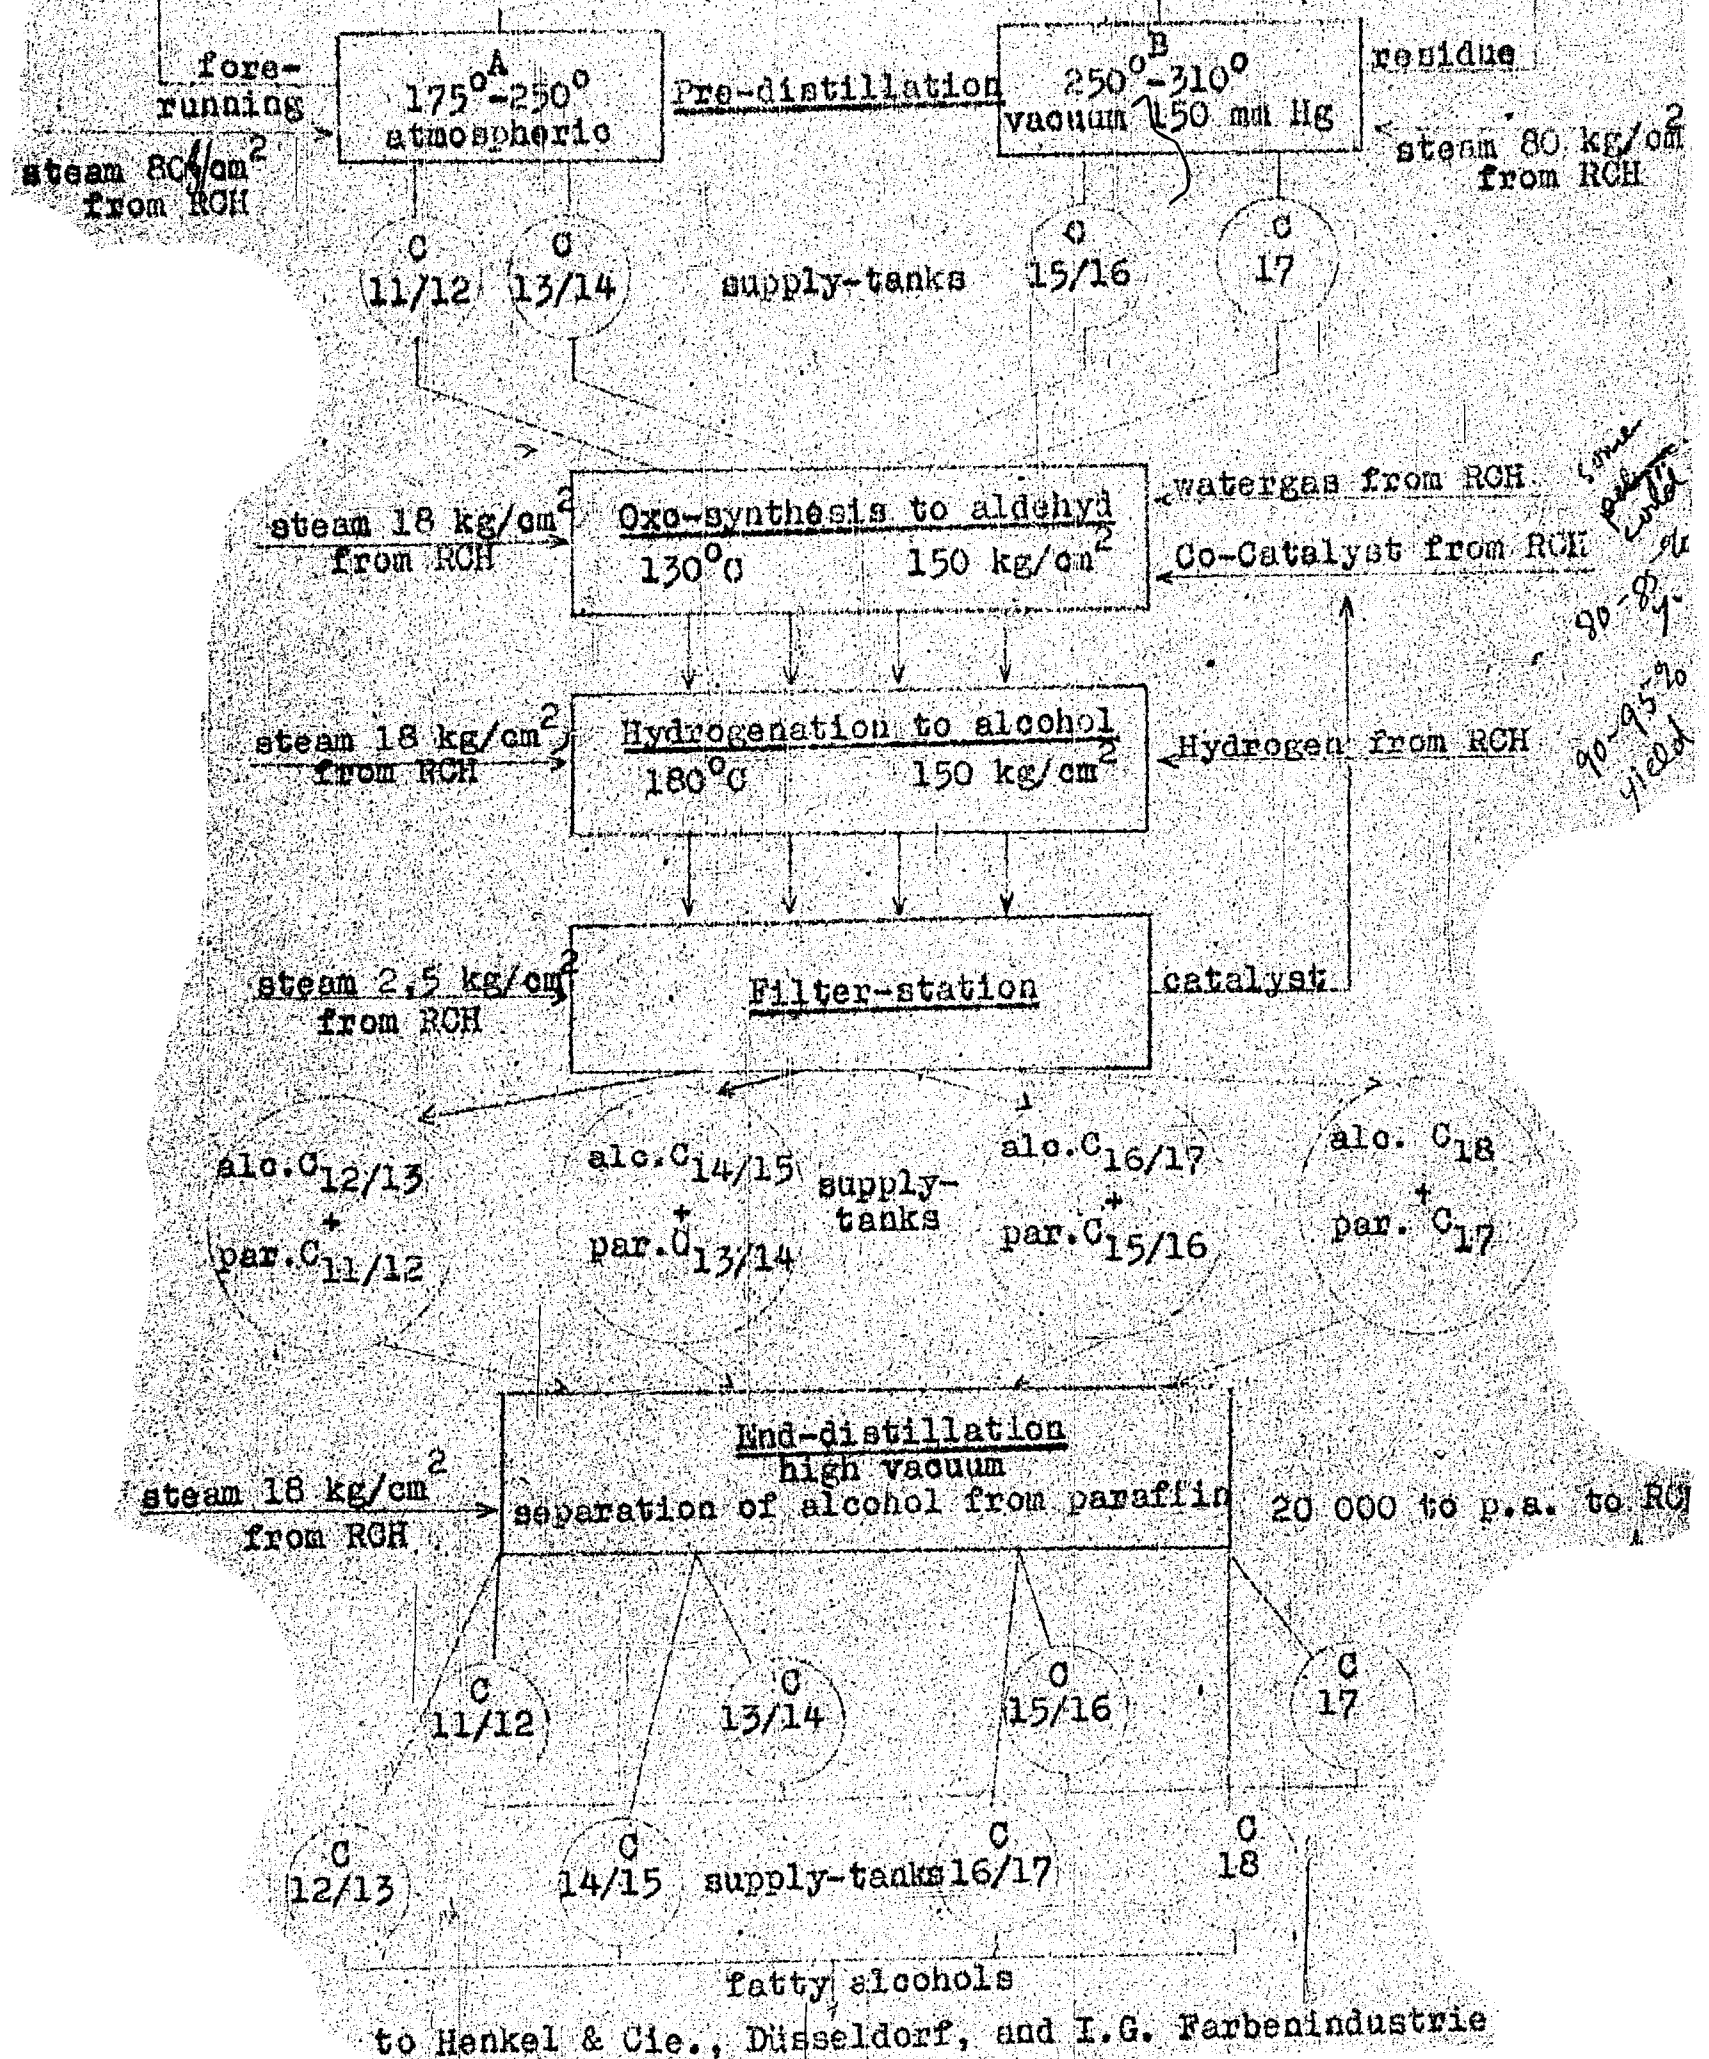 fore-
running
A
175°-250°
atmospheric
Pre-distillation
B
250°-310°
vacuum 150 mm Hg
residue
steam 80 /cm²
from RCH
steam 80 kg/cm²
from RCH
C
11/12
C
13/14
supply-tanks
C
15/16
C
17
steam 18 kg/cm²
from RCH
Oxo-synthesis to aldehyd
130°C 150 kg/cm²
watergas from RCH
Co-Catalyst from RCH
some
80-85%
steam 18 kg/cm²
from RCH
Hydrogenation to alcohol
180°C 150 kg/cm²
Hydrogen from RCH
90-95%
yield
steam 2,5 kg/cm²
from RCH
Filter-station
catalyst
alc.C12/13
+
par.C11/12
alc.C14/15
+
par.C13/14
supply-
tanks
alc.C16/17
+
par.C15/16
alc. C18
+
par. C17
steam 18 kg/cm²
from RCH
End-distillation
high vacuum
separation of alcohol from paraffin
20 000 to p.a. to RCH
C
11/12
C
13/14
C
15/16
C
17
C
12/13
C
14/15
supply-tanks
C
16/17
C
18
fatty alcohols
to Henkel & Cie., Düsseldorf, and I.G. Farbenindustrie